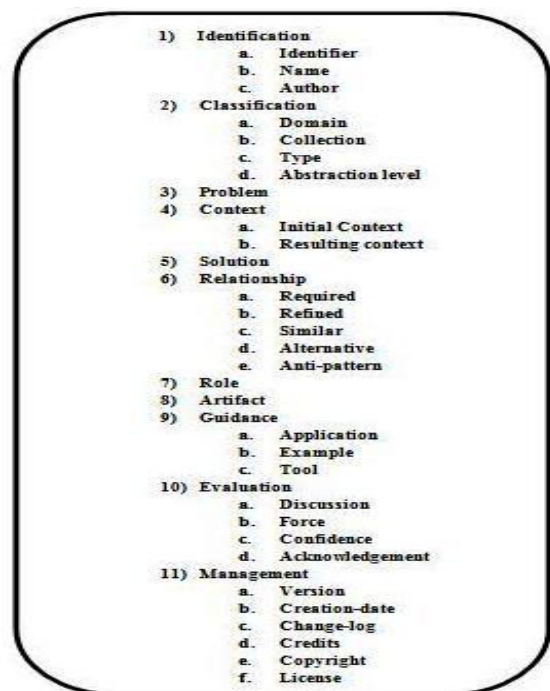 1) Identification
a. Identifier
b. Name
c. Author
2) Classification
a. Domain
b. Collection
c. Type
d. Abstraction level
3) Problem
4) Context
a. Initial Context
b. Resulting context
5) Solution
6) Relationship
a. Required
b. Refined
c. Similar
d. Alternative
e. Anti-pattern
7) Role
8) Artifact
9) Guidance
a. Application
b. Example
c. Tool
10) Evaluation
a. Discussion
b. Force
c. Confidence
d. Acknowledgement
11) Management
a. Version
b. Creation-date
c. Change-log
d. Credits
e. Copyright
f. License